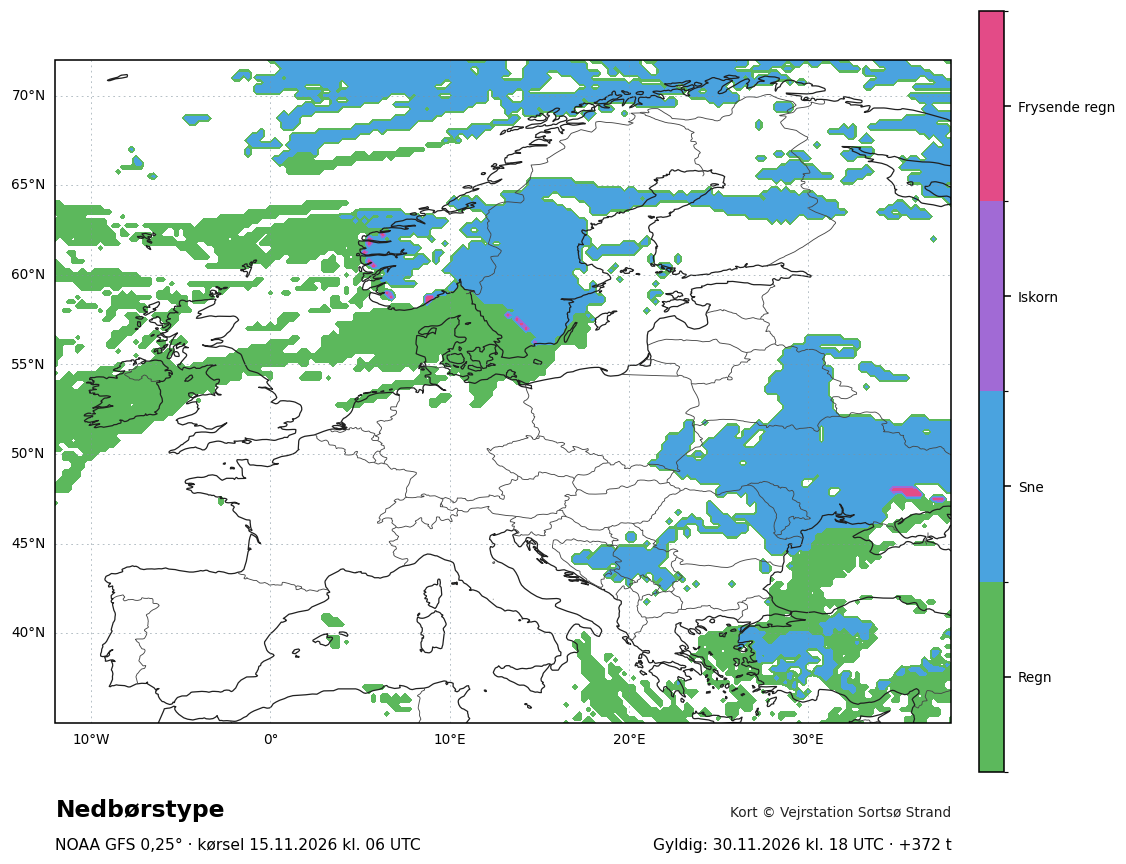 Frysende regn
Iskorn
Sne
Regn
70°N
65°N
60°N
55°N
50°N
45°N
40°N
10°W
0°
10°E
20°E
30°E
Nedbørstype
Kort © Vejrstation Sortsø Strand
NOAA GFS 0,25° · kørsel 15.11.2026 kl. 06 UTC
Gyldig: 30.11.2026 kl. 18 UTC · +372 t